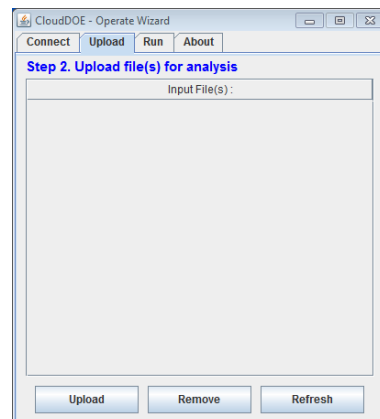 CloudDOE - Operate Wizard
Connect Upload Run About
Step 2. Upload file(s) for analysis
Input File(s) :
Upload Remove Refresh